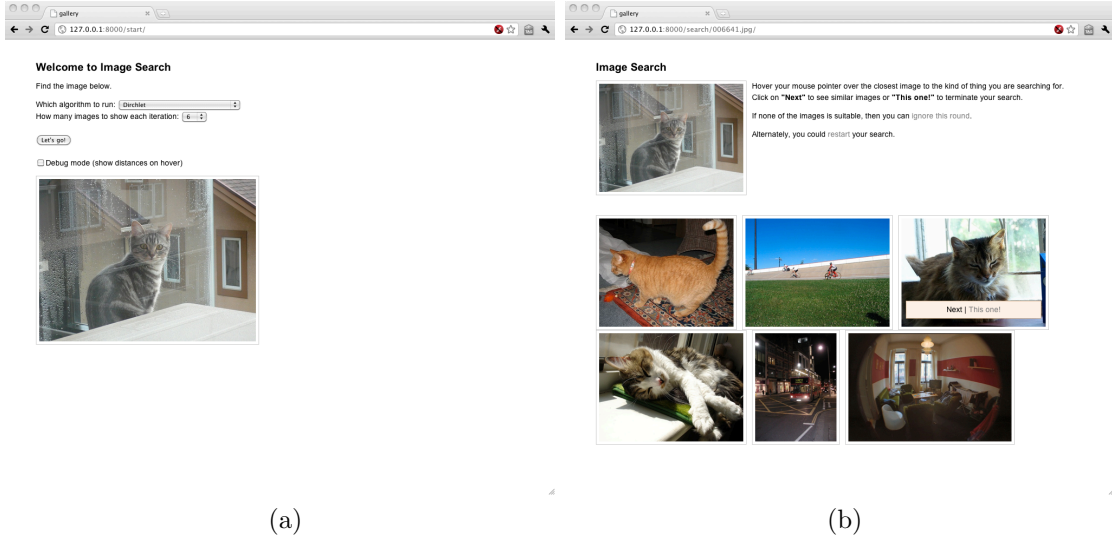 gallery
127.0.0.1:8000/start/
Welcome to Image Search
Find the image below.
Which algorithm to run: Dirchlet
How many images to show each iteration: 6
Let's go!
Debug mode (show distances on hover)
(a)
gallery
127.0.0.1:8000/search/006641.jpg/
Image Search
Hover your mouse pointer over the closest image to the kind of thing you are searching for.
Click on "Next" to see similar images or "This one!" to terminate your search.
If none of the images is suitable, then you can ignore this round.
Alternately, you could restart your search.
Next | This one!
(b)